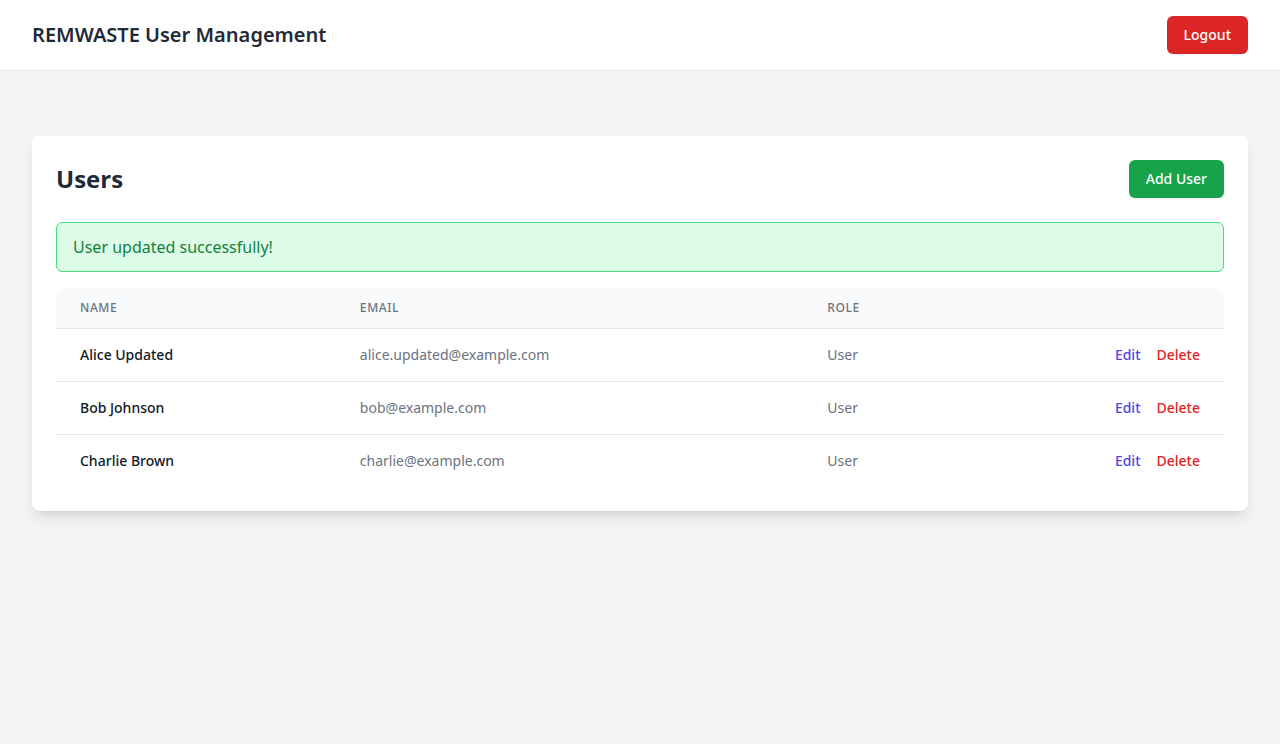 REMWASTE User Management
Logout
Users
Add User
User updated successfully!
NAME EMAIL ROLE
Alice Updated alice.updated@example.com User Edit Delete
Bob Johnson bob@example.com User Edit Delete
Charlie Brown charlie@example.com User Edit Delete